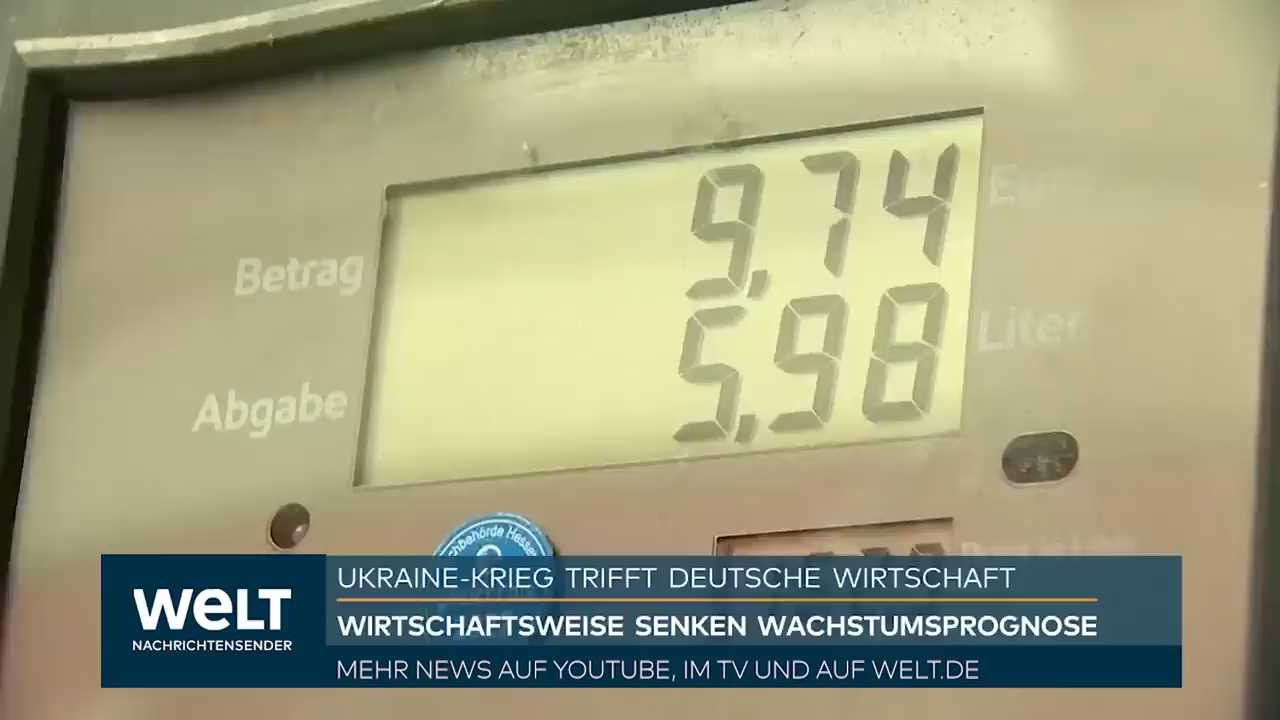 9,74 Euro
Betrag
5,98 Liter
Abgabe
welt
NACHRICHTENSENDER
UKRAINE-KRIEG TRIFFT DEUTSCHE WIRTSCHAFT
WIRTSCHAFTSWEISE SENKEN WACHSTUMSPROGNOSE
MEHR NEWS AUF YOUTUBE, IM TV UND AUF WELT.DE